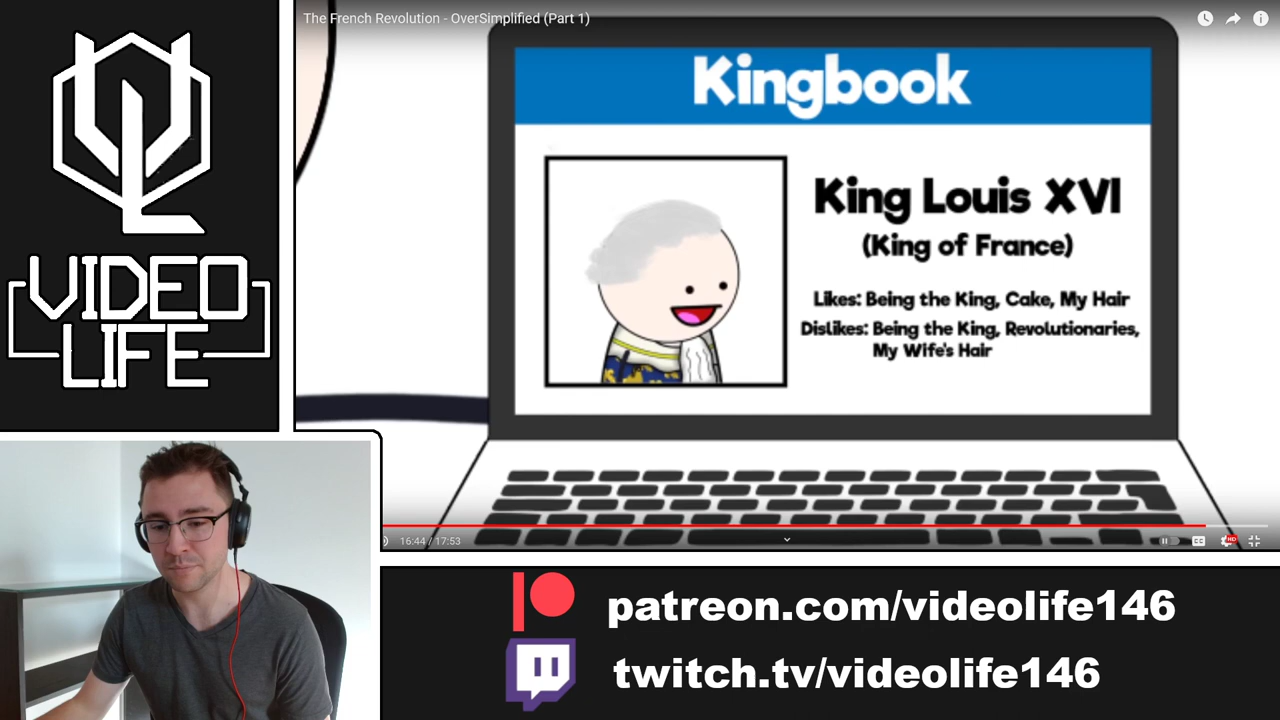 The French Revolution - OverSimplified (Part 1)
Kingbook
King Louis XVI
(King of France)
Likes: Being the King, Cake, My Hair
Dislikes: Being the King, Revolutionaries,
My Wife's Hair
VIDEO
LIFE
16:44 / 17:53
CC
HD
patreon.com/videolife146
twitch.tv/videolife146